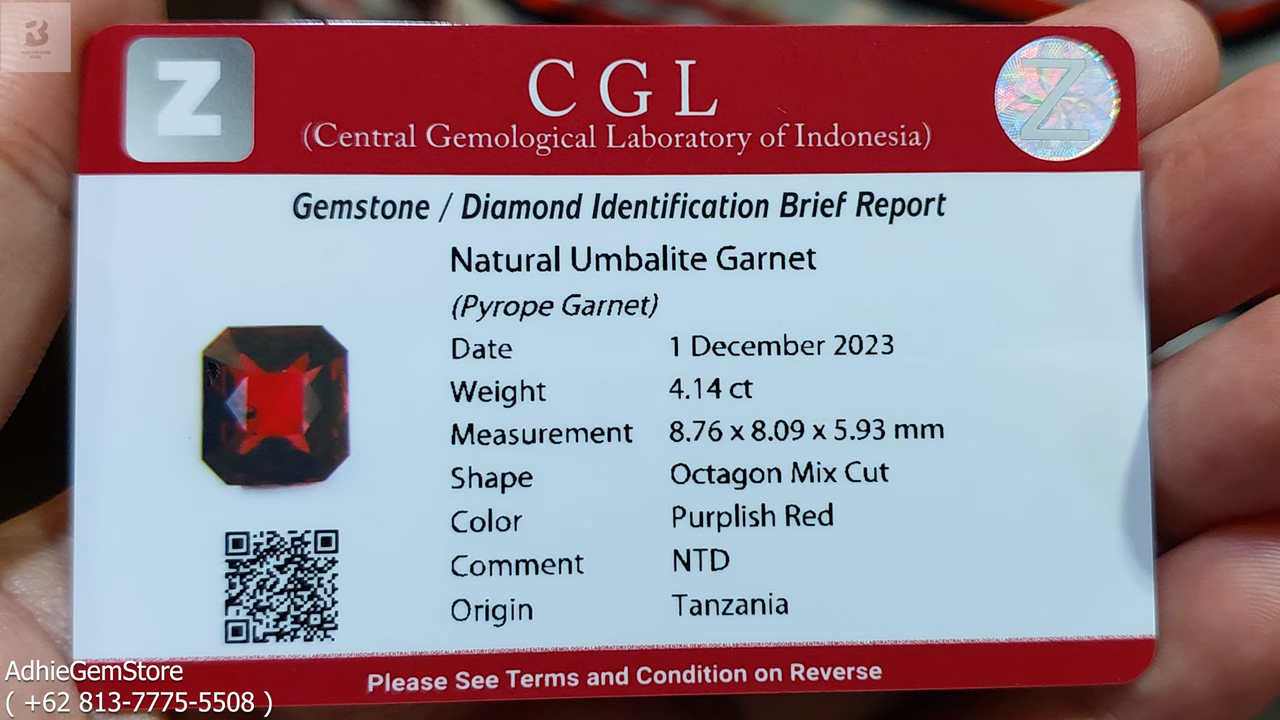 Z
CGL
Z
(Central Gemological Laboratory of Indonesia)
Gemstone / Diamond Identification Brief Report
Natural Umbalite Garnet
(Pyrope Garnet)
Date 1 December 2023
Weight 4.14 ct
Measurement 8.76 x 8.09 x 5.93 mm
Shape Octagon Mix Cut
Color Purplish Red
Comment NTD
Origin Tanzania
Please See Terms and Condition on Reverse
AdhieGemStore
( +62 813-7775-5508 )